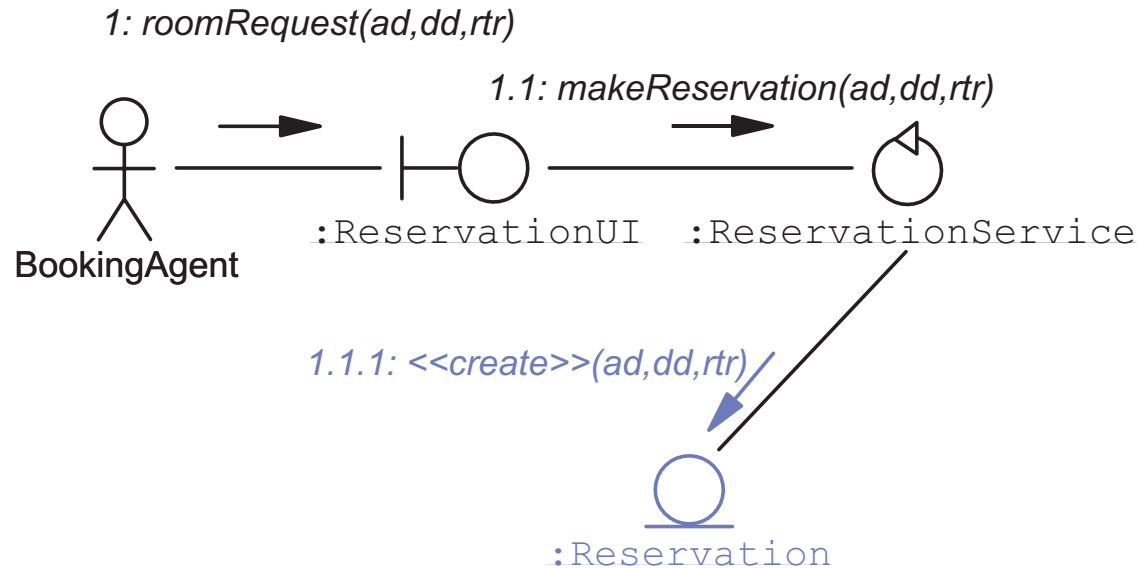 1: roomRequest(ad,dd,rtr)
1.1: makeReservation(ad,dd,rtr)
:ReservationUI
:ReservationService
BookingAgent
1.1.1: <<create>>(ad,dd,rtr)
:Reservation